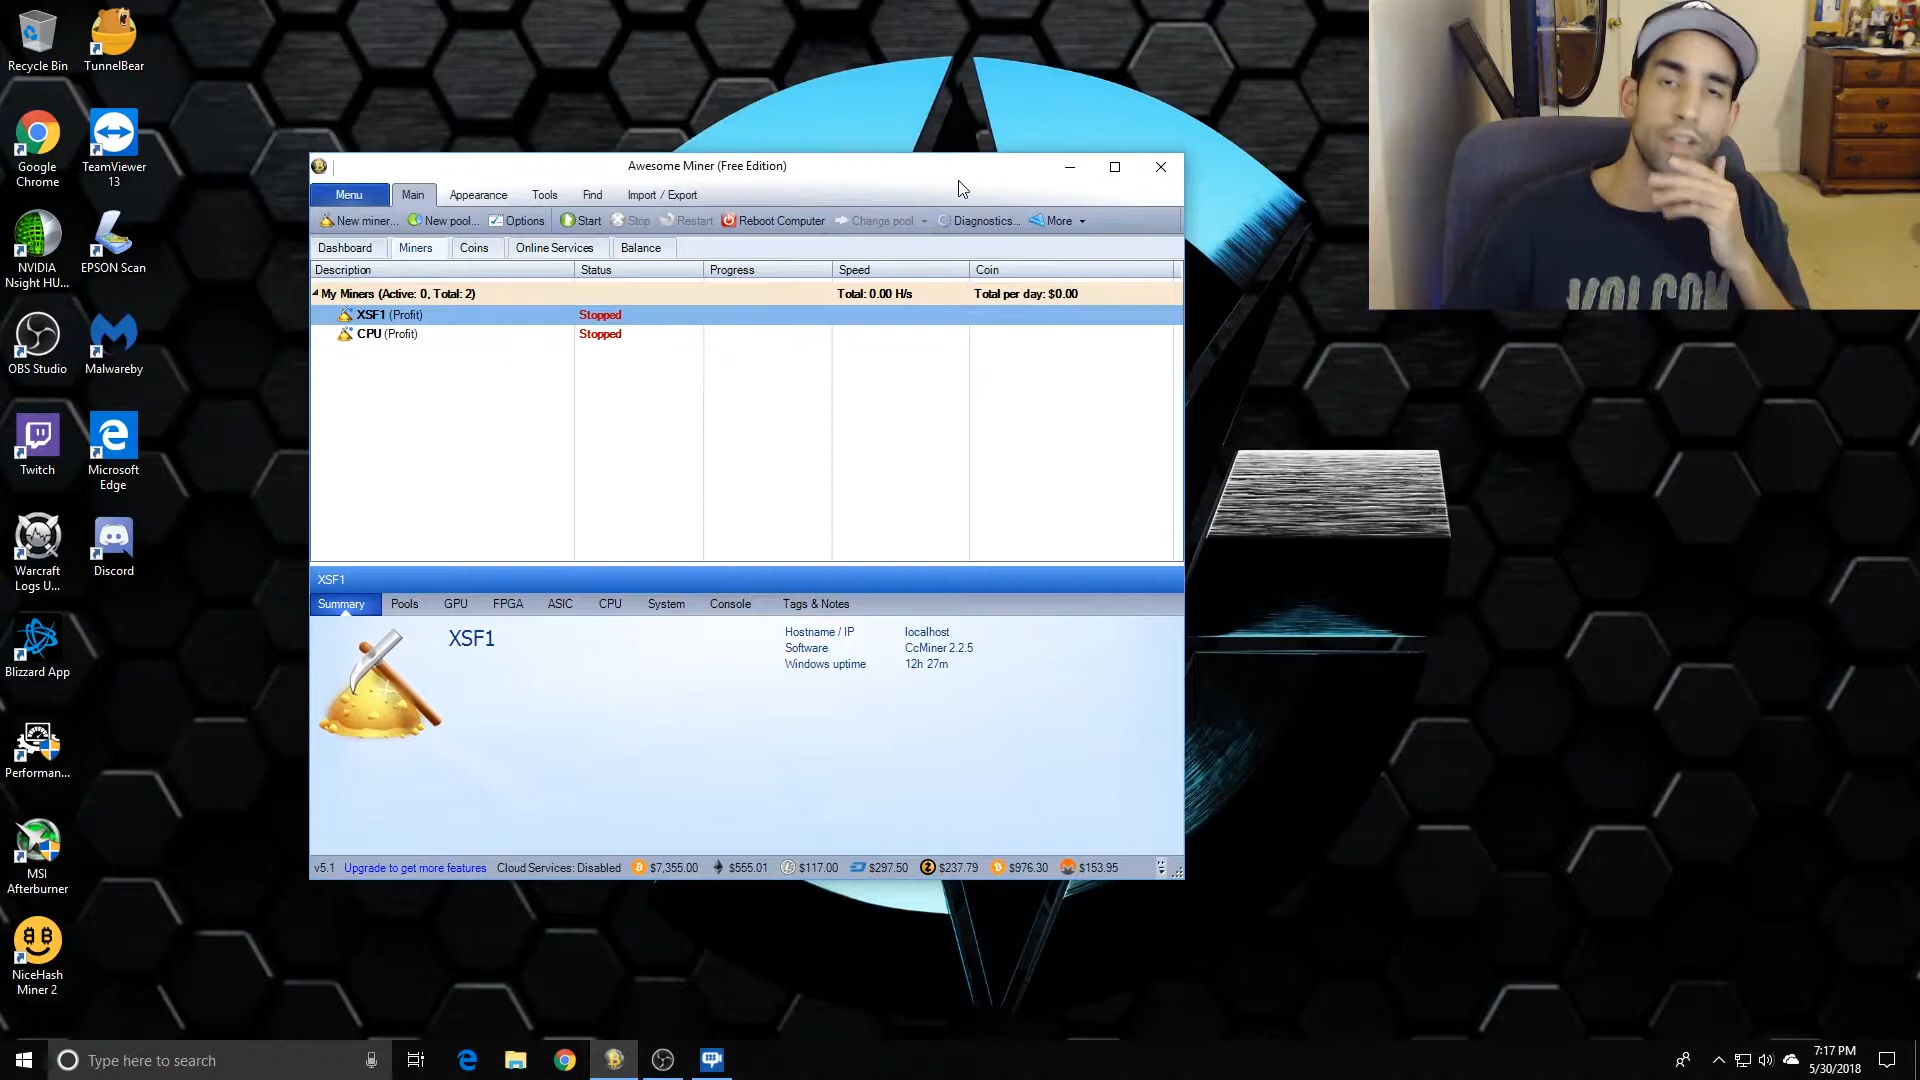 Recycle Bin
TunnelBear
Google
Chrome
TeamViewer
13
NVIDIA
Nsight HU...
EPSON Scan
OBS Studio
Malwareby
Twitch
Microsoft
Edge
Warcraft
Logs U...
Discord
Blizzard App
Performan...
MSI
Afterburner
NiceHash
Miner 2
Awesome Miner (Free Edition)
Menu Main Appearance Tools Find Import / Export
New miner... New pool... Options Start Stop Restart Reboot Computer Change pool Diagnostics... More
Dashboard Miners Coins Online Services Balance
Description Status Progress Speed Coin
My Miners (Active: 0, Total: 2) Total: 0.00 H/s Total per day: $0.00
XSF1 (Profit) Stopped
CPU (Profit) Stopped
XSF1
Summary Pools GPU FPGA ASIC CPU System Console Tags & Notes
XSF1
Hostname / IP localhost
Software CcMiner 2.2.5
Windows uptime 12h 27m
v5.1 Upgrade to get more features Cloud Services: Disabled $7,355.00 $555.01 $117.00 $297.50 $237.79 $976.30 $153.95
VOLCOM
Type here to search
7:17 PM
5/30/2018